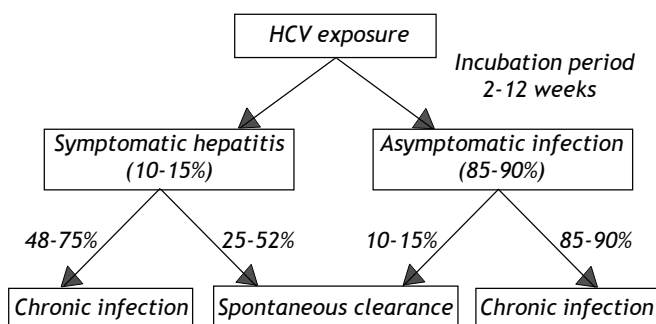 HCV exposure
Incubation period
2-12 weeks
Symptomatic hepatitis
(10-15%)
Asymptomatic infection
(85-90%)
48-75%
25-52%
10-15%
85-90%
Chronic infection
Spontaneous clearance
Chronic infection